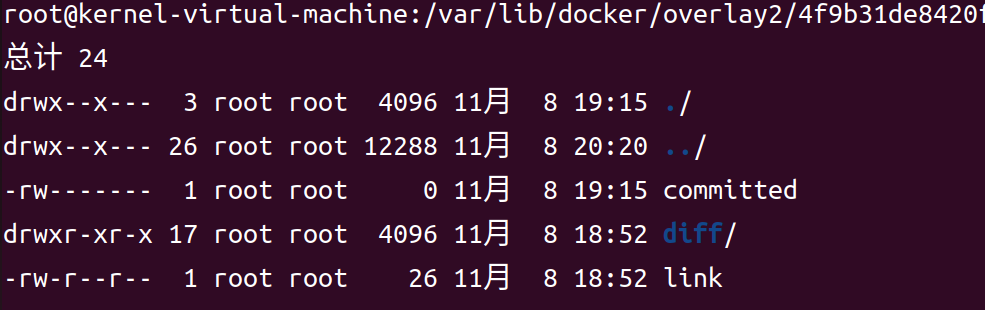 root@kernel-virtual-machine:/var/lib/docker/overlay2/4f9b31de8420f
总计 24
drwx--x---  3 root root  4096 11月  8 19:15 ./
drwx--x--- 26 root root 12288 11月  8 20:20 ../
-rw-------  1 root root     0 11月  8 19:15 committed
drwxr-xr-x 17 root root  4096 11月  8 18:52 diff/
-rw-r--r--  1 root root    26 11月  8 18:52 link